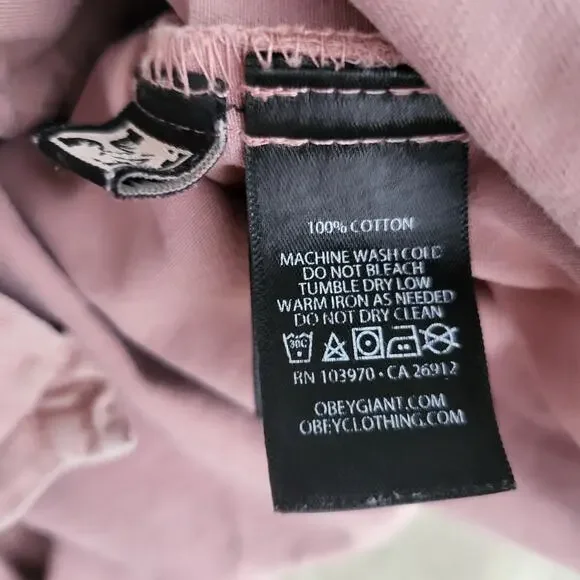 100% COTTON
MACHINE WASH COLD
DO NOT BLEACH
TUMBLE DRY LOW
WARM IRON AS NEEDED
DO NOT DRY CLEAN
30C
RN 103970 • CA 26912
OBEYGIANT.COM
OBEYCLOTHING.COM